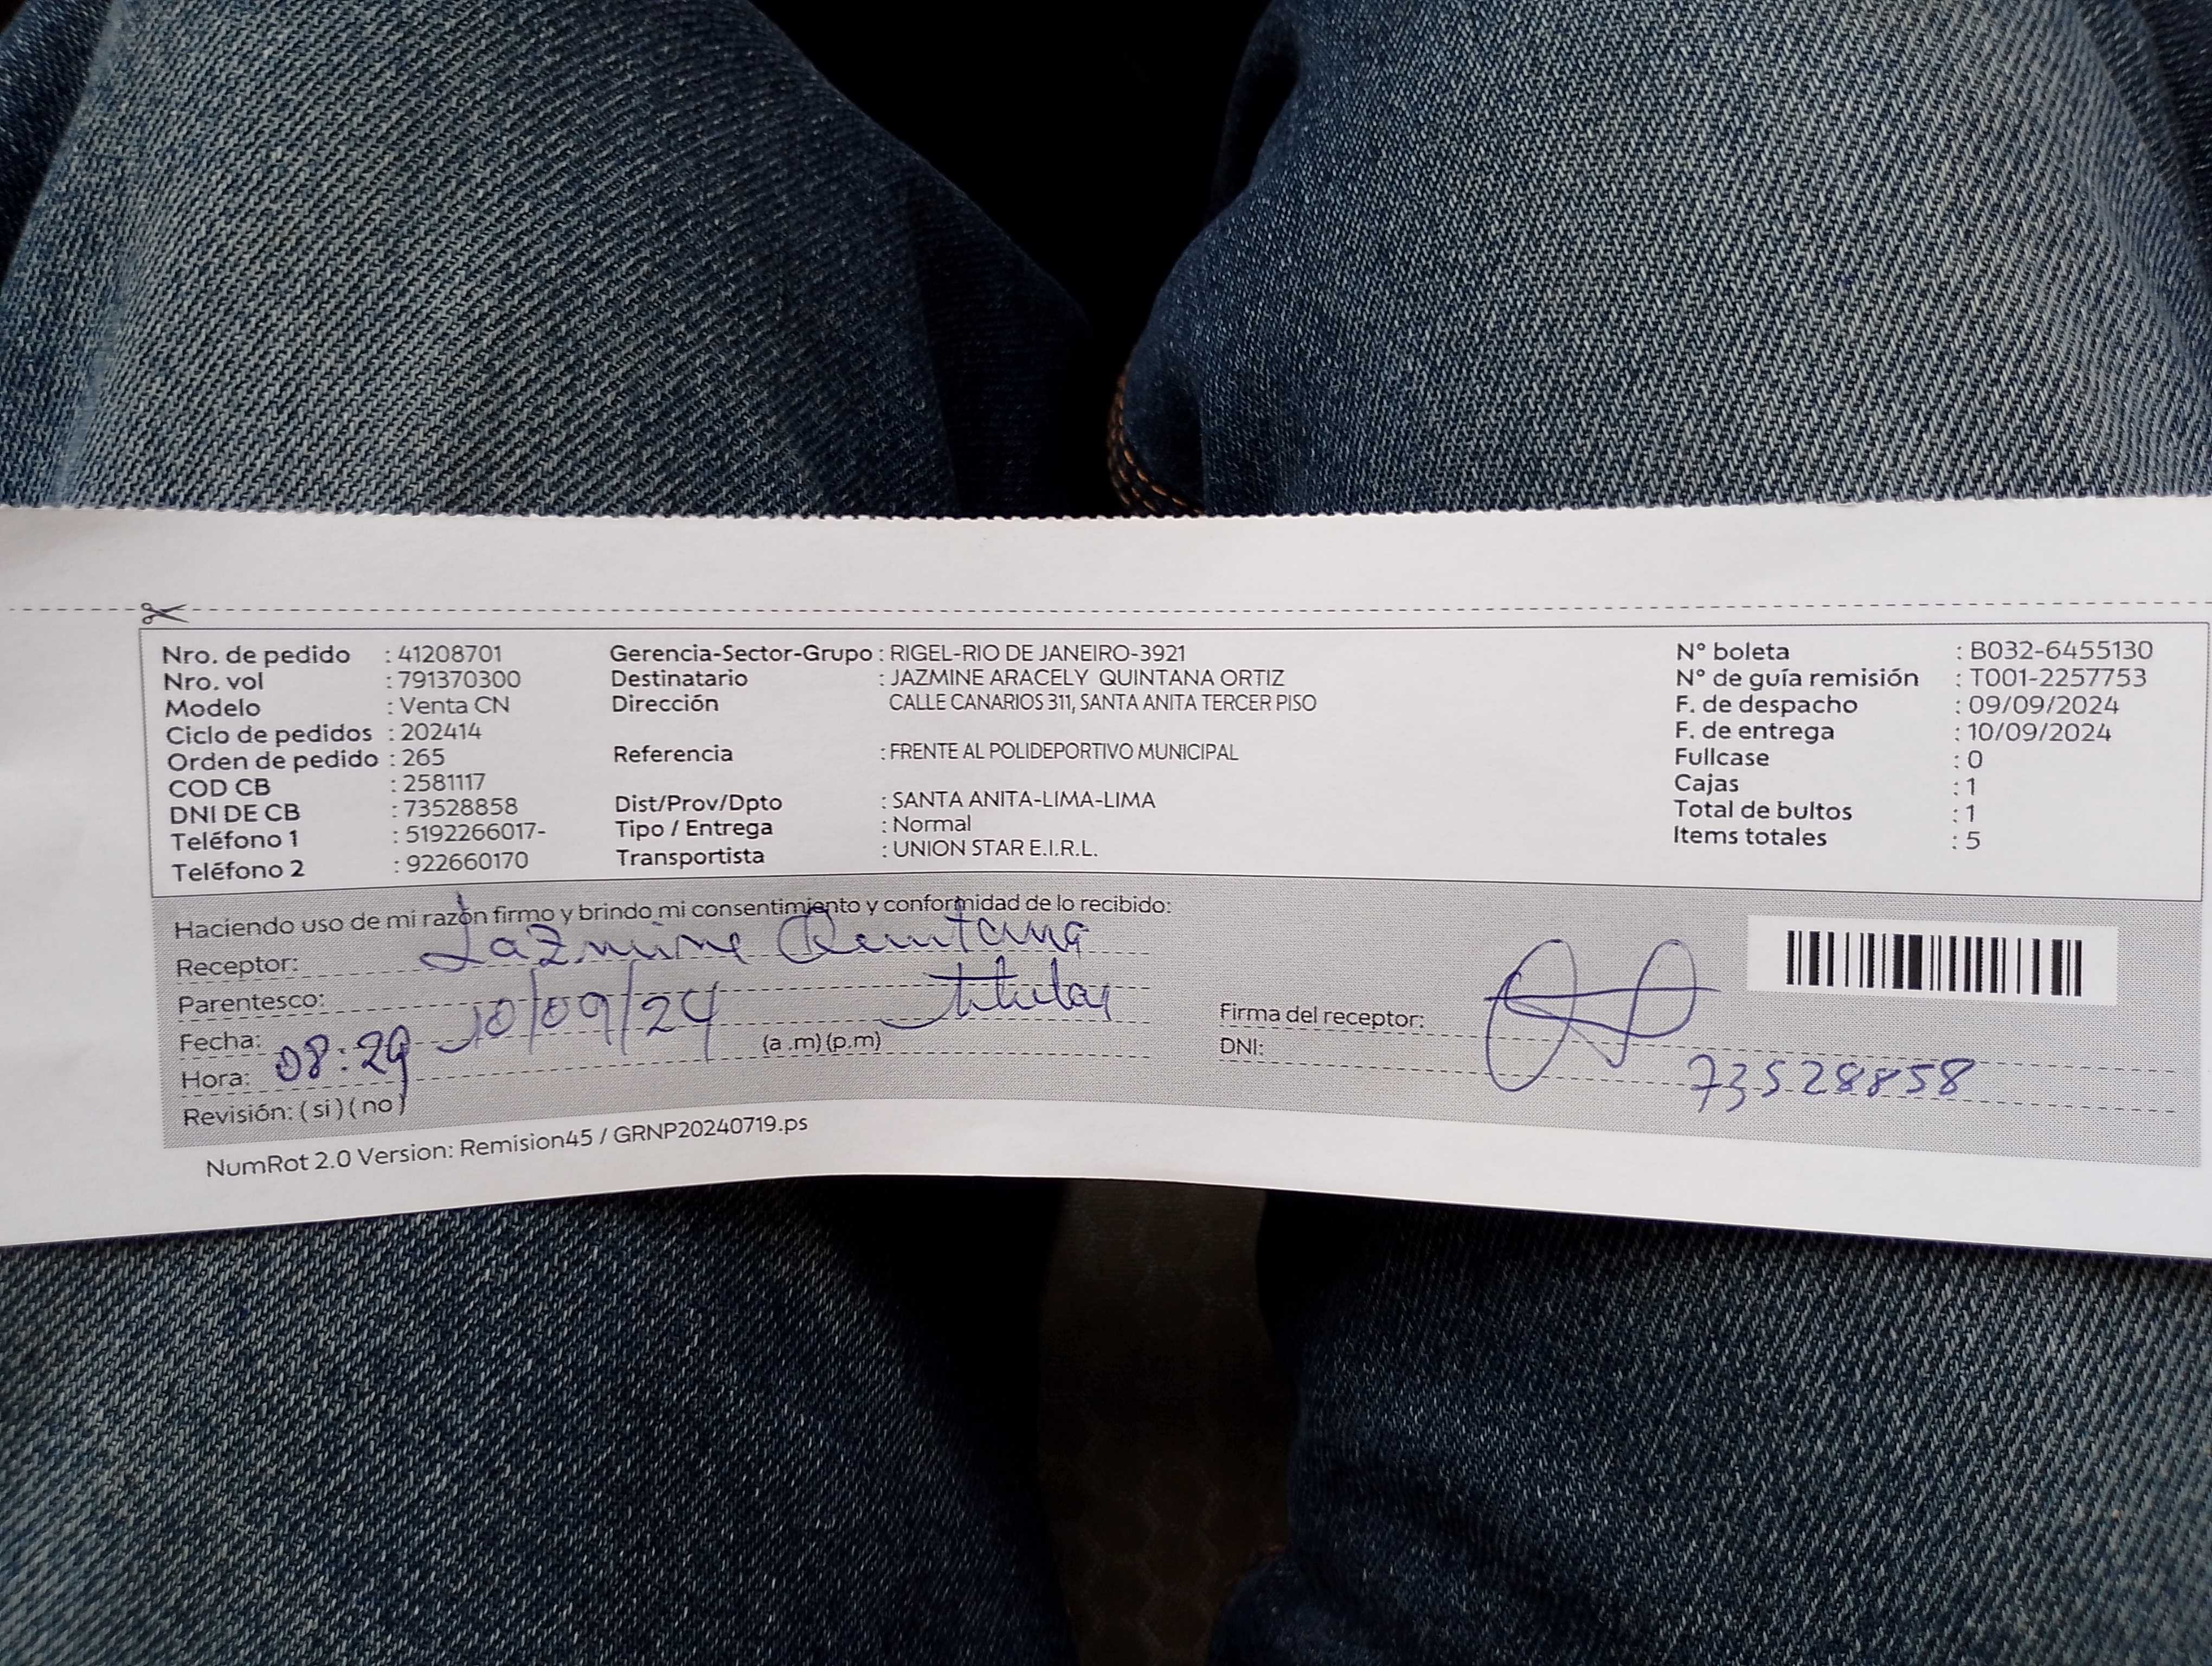 Nro. de pedido : 41208701
Nro. vol : 791370300
Modelo : Venta CN
Ciclo de pedidos : 202414
Orden de pedido : 265
COD CB : 2581117
DNI DE CB : 73528858
Teléfono 1 : 5192266017-
Teléfono 2 : 922660170
Gerencia-Sector-Grupo : RIGEL-RIO DE JANEIRO-3921
Destinatario : JAZMINE ARACELY QUINTANA ORTIZ
Dirección CALLE CANARIOS 311, SANTA ANITA TERCER PISO
Referencia : FRENTE AL POLIDEPORTIVO MUNICIPAL
Dist/Prov/Dpto : SANTA ANITA-LIMA-LIMA
Tipo / Entrega : Normal
Transportista : UNION STAR E.I.R.L.
N° boleta : B032-6455130
N° de guía remisión : T001-2257753
F. de despacho : 09/09/2024
F. de entrega : 10/09/2024
Fullcase : 0
Cajas : 1
Total de bultos : 1
Items totales : 5
Haciendo uso de mi razón firmo y brindo mi consentimiento y conformidad de lo recibido:
Receptor: Jazmine Quintana
Parentesco: titular
Fecha: 10/09/24
Hora: 08:29 (a .m) (p.m)
Revisión: ( si ) ( no )
Firma del receptor:
DNI: 73528858
NumRot 2.0 Version: Remision45 / GRNP20240719.ps